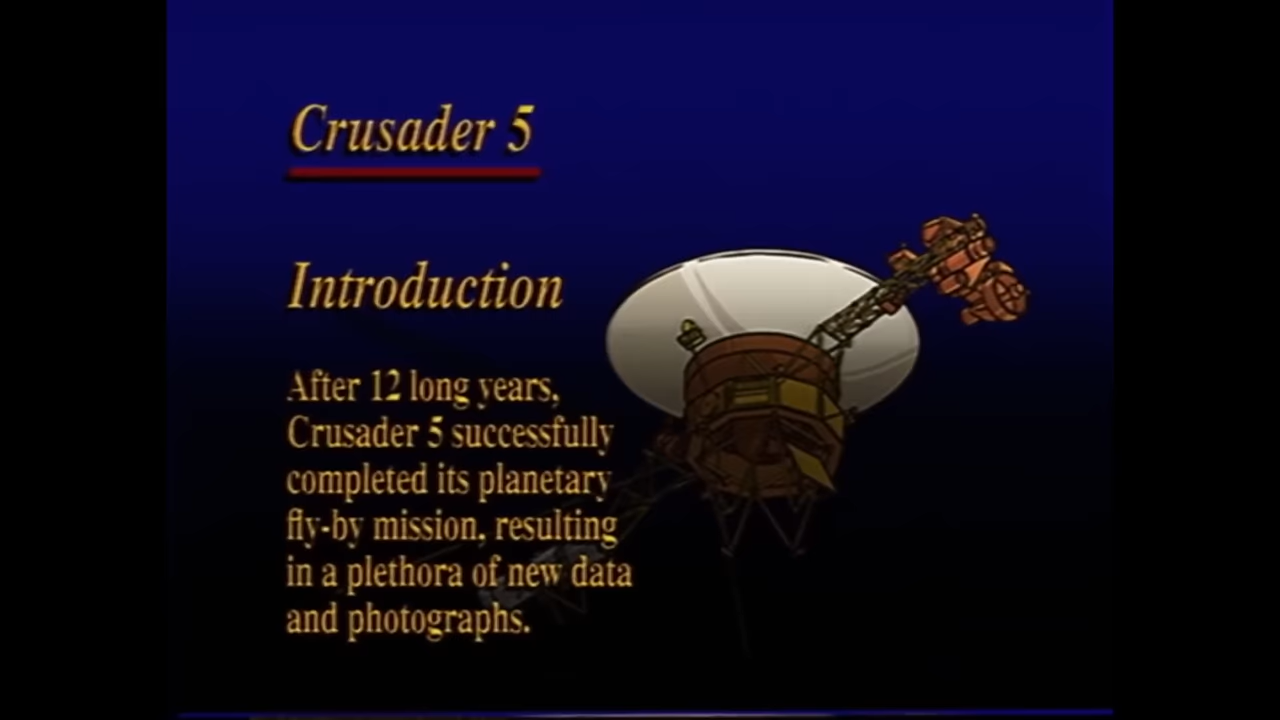 Crusader 5
Introduction
After 12 long years,
Crusader 5 successfully
completed its planetary
fly-by mission, resulting
in a plethora of new data
and photographs.